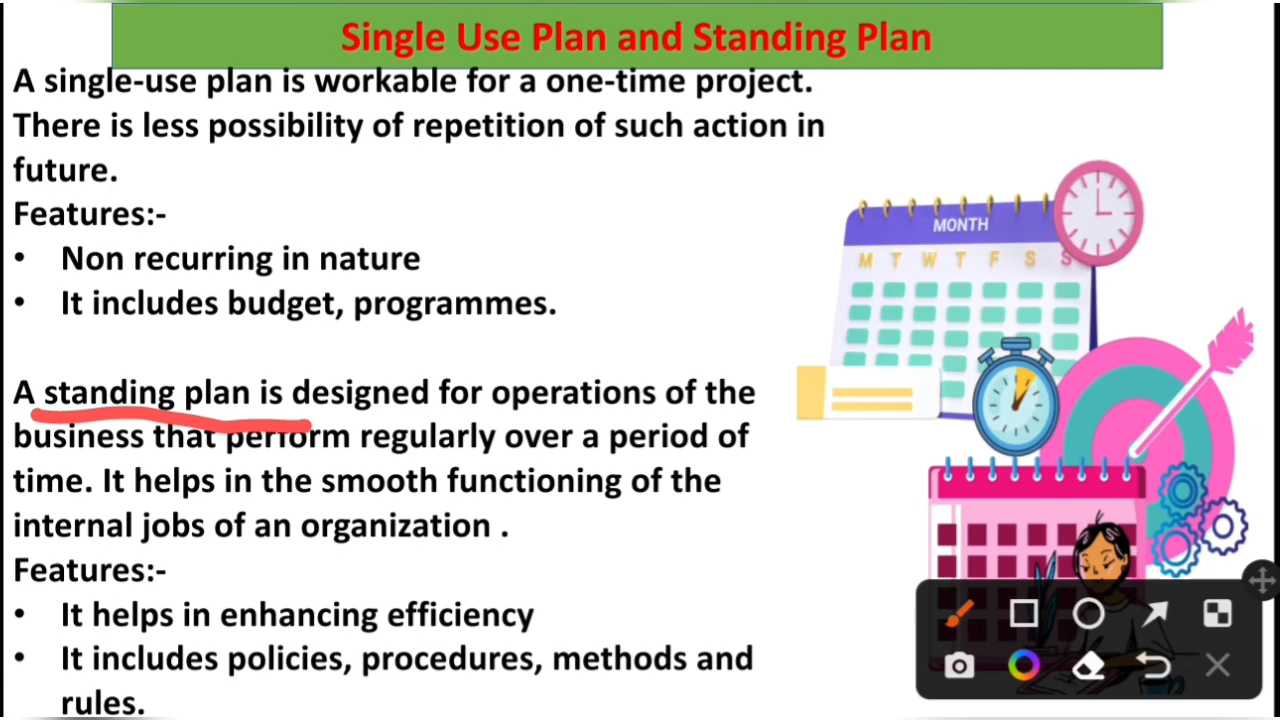 Single Use Plan and Standing Plan
A single-use plan is workable for a one-time project.
There is less possibility of repetition of such action in
future.
Features:-
• Non recurring in nature
• It includes budget, programmes.
A standing plan is designed for operations of the
business that perform regularly over a period of
time. It helps in the smooth functioning of the
internal jobs of an organization .
Features:-
• It helps in enhancing efficiency
• It includes policies, procedures, methods and
rules.
MONTH
M T W T F S S